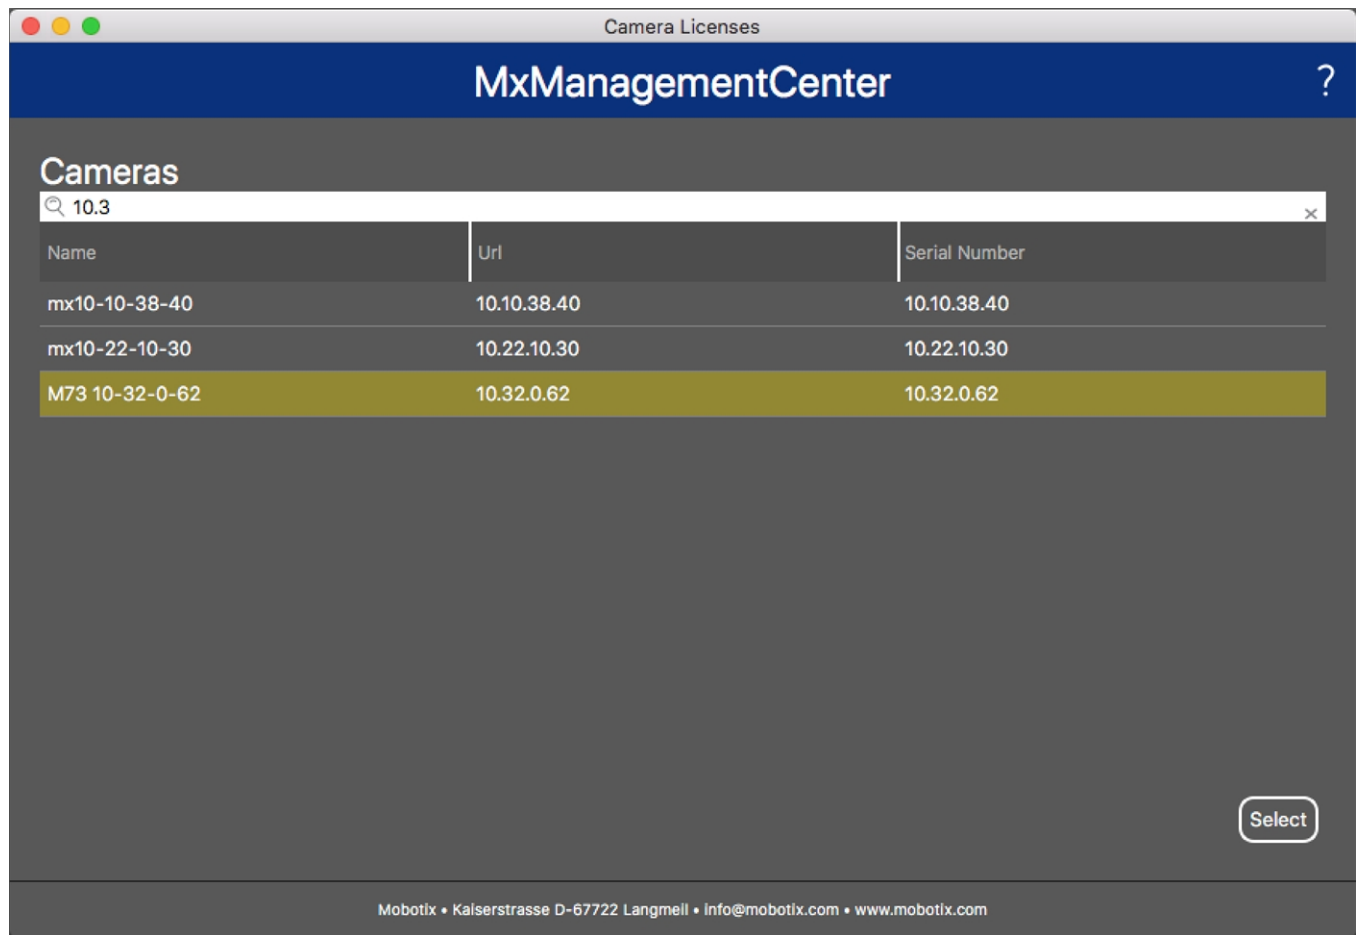 Camera Licenses
MxManagementCenter ?
Cameras
10.3 ×
Name Url Serial Number
mx10-10-38-40 10.10.38.40 10.10.38.40
mx10-22-10-30 10.22.10.30 10.22.10.30
M73 10-32-0-62 10.32.0.62 10.32.0.62
Select
Mobotix • Kaiserstrasse D-67722 Langmeil • info@mobotix.com • www.mobotix.com